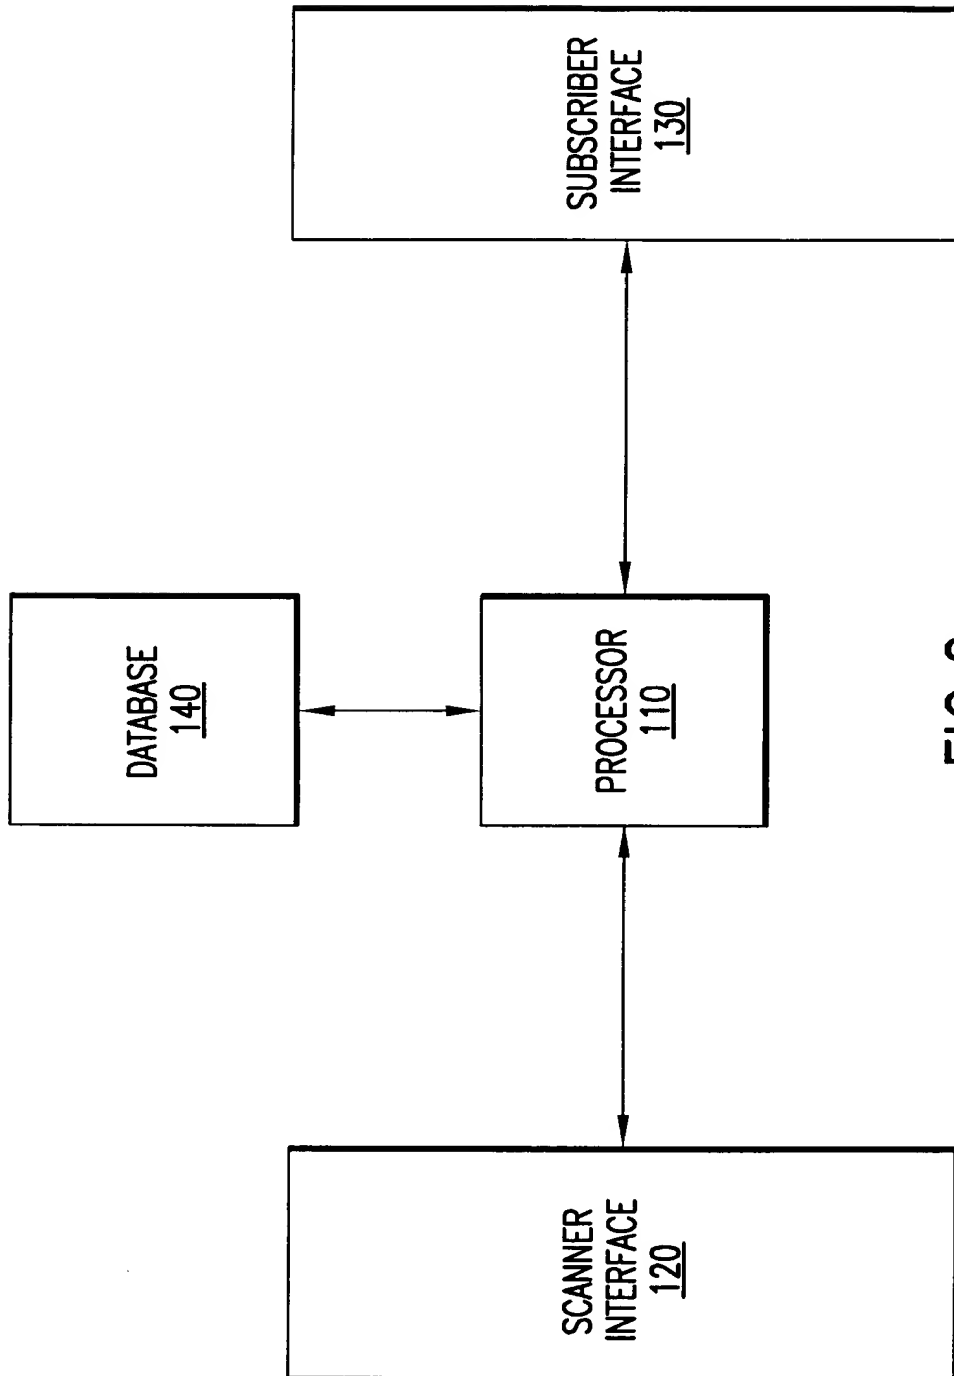 DATABASE
140
SCANNER
INTERFACE
120
PROCESSOR
110
SUBSCRIBER
INTERFACE
130